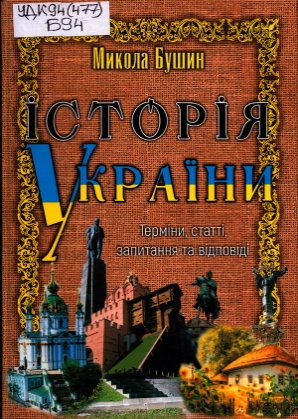 УДК94(477)
Б94
Микола Бушин
ІСТОРІЯ
УКРАЇНИ
Терміни, статті,
запитання та відповіді